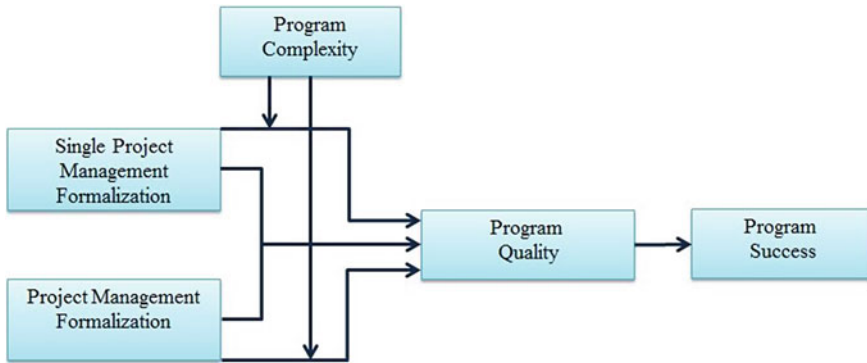 Program
Complexity
Single Project
Management
Formalization
Project Management
Formalization
Program
Quality
Program
Success